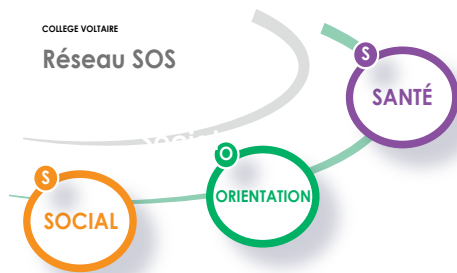 COLLEGE VOLTAIRE
Réseau SOS
S
SANTÉ
O
ORIENTATION
S
SOCIAL